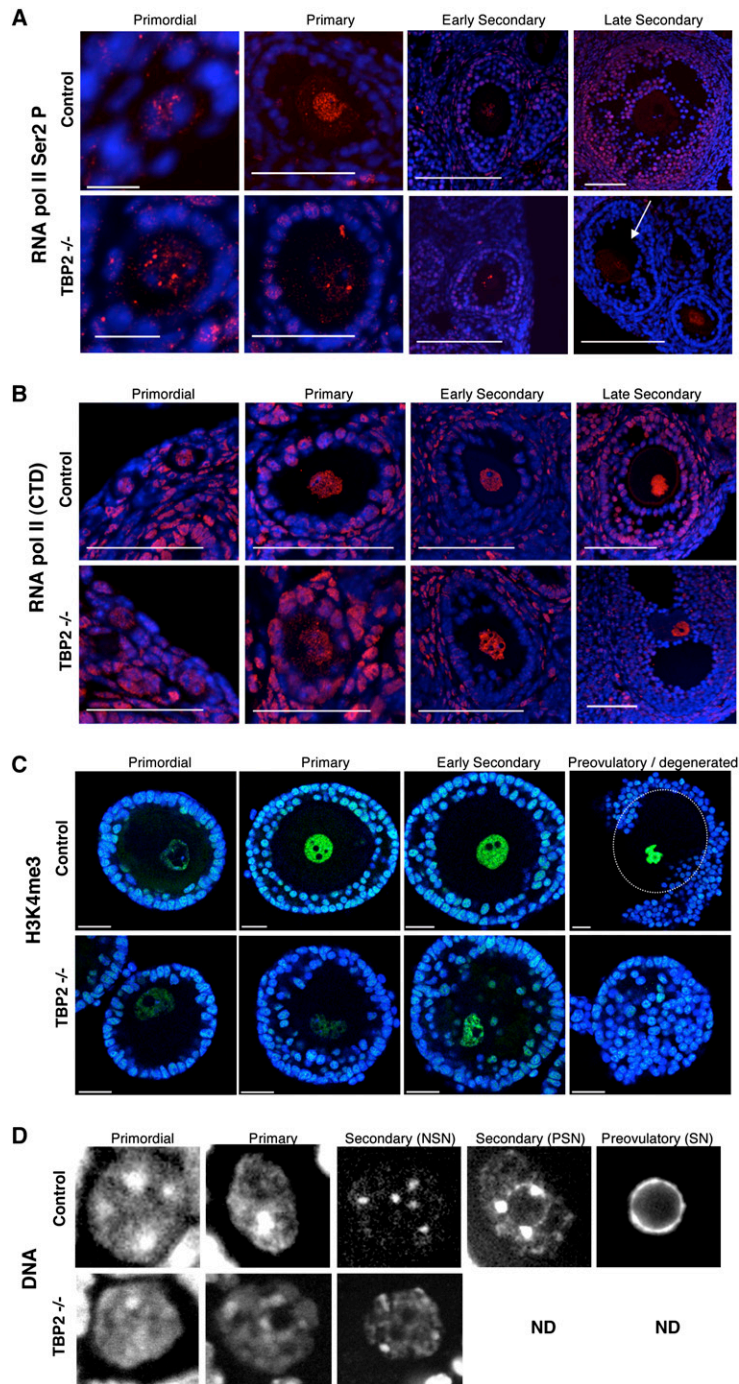 A
Primordial Primary Early Secondary Late Secondary
RNA pol II Ser2 P
Control
TBP2 -/-
B
Primordial Primary Early Secondary Late Secondary
RNA pol II (CTD)
Control
TBP2 -/-
C
Primordial Primary Early Secondary Preovulatory / degenerated
H3K4me3
Control
TBP2 -/-
D
Primordial Primary Secondary (NSN) Secondary (PSN) Preovulatory (SN)
DNA
Control
TBP2 -/-
ND ND